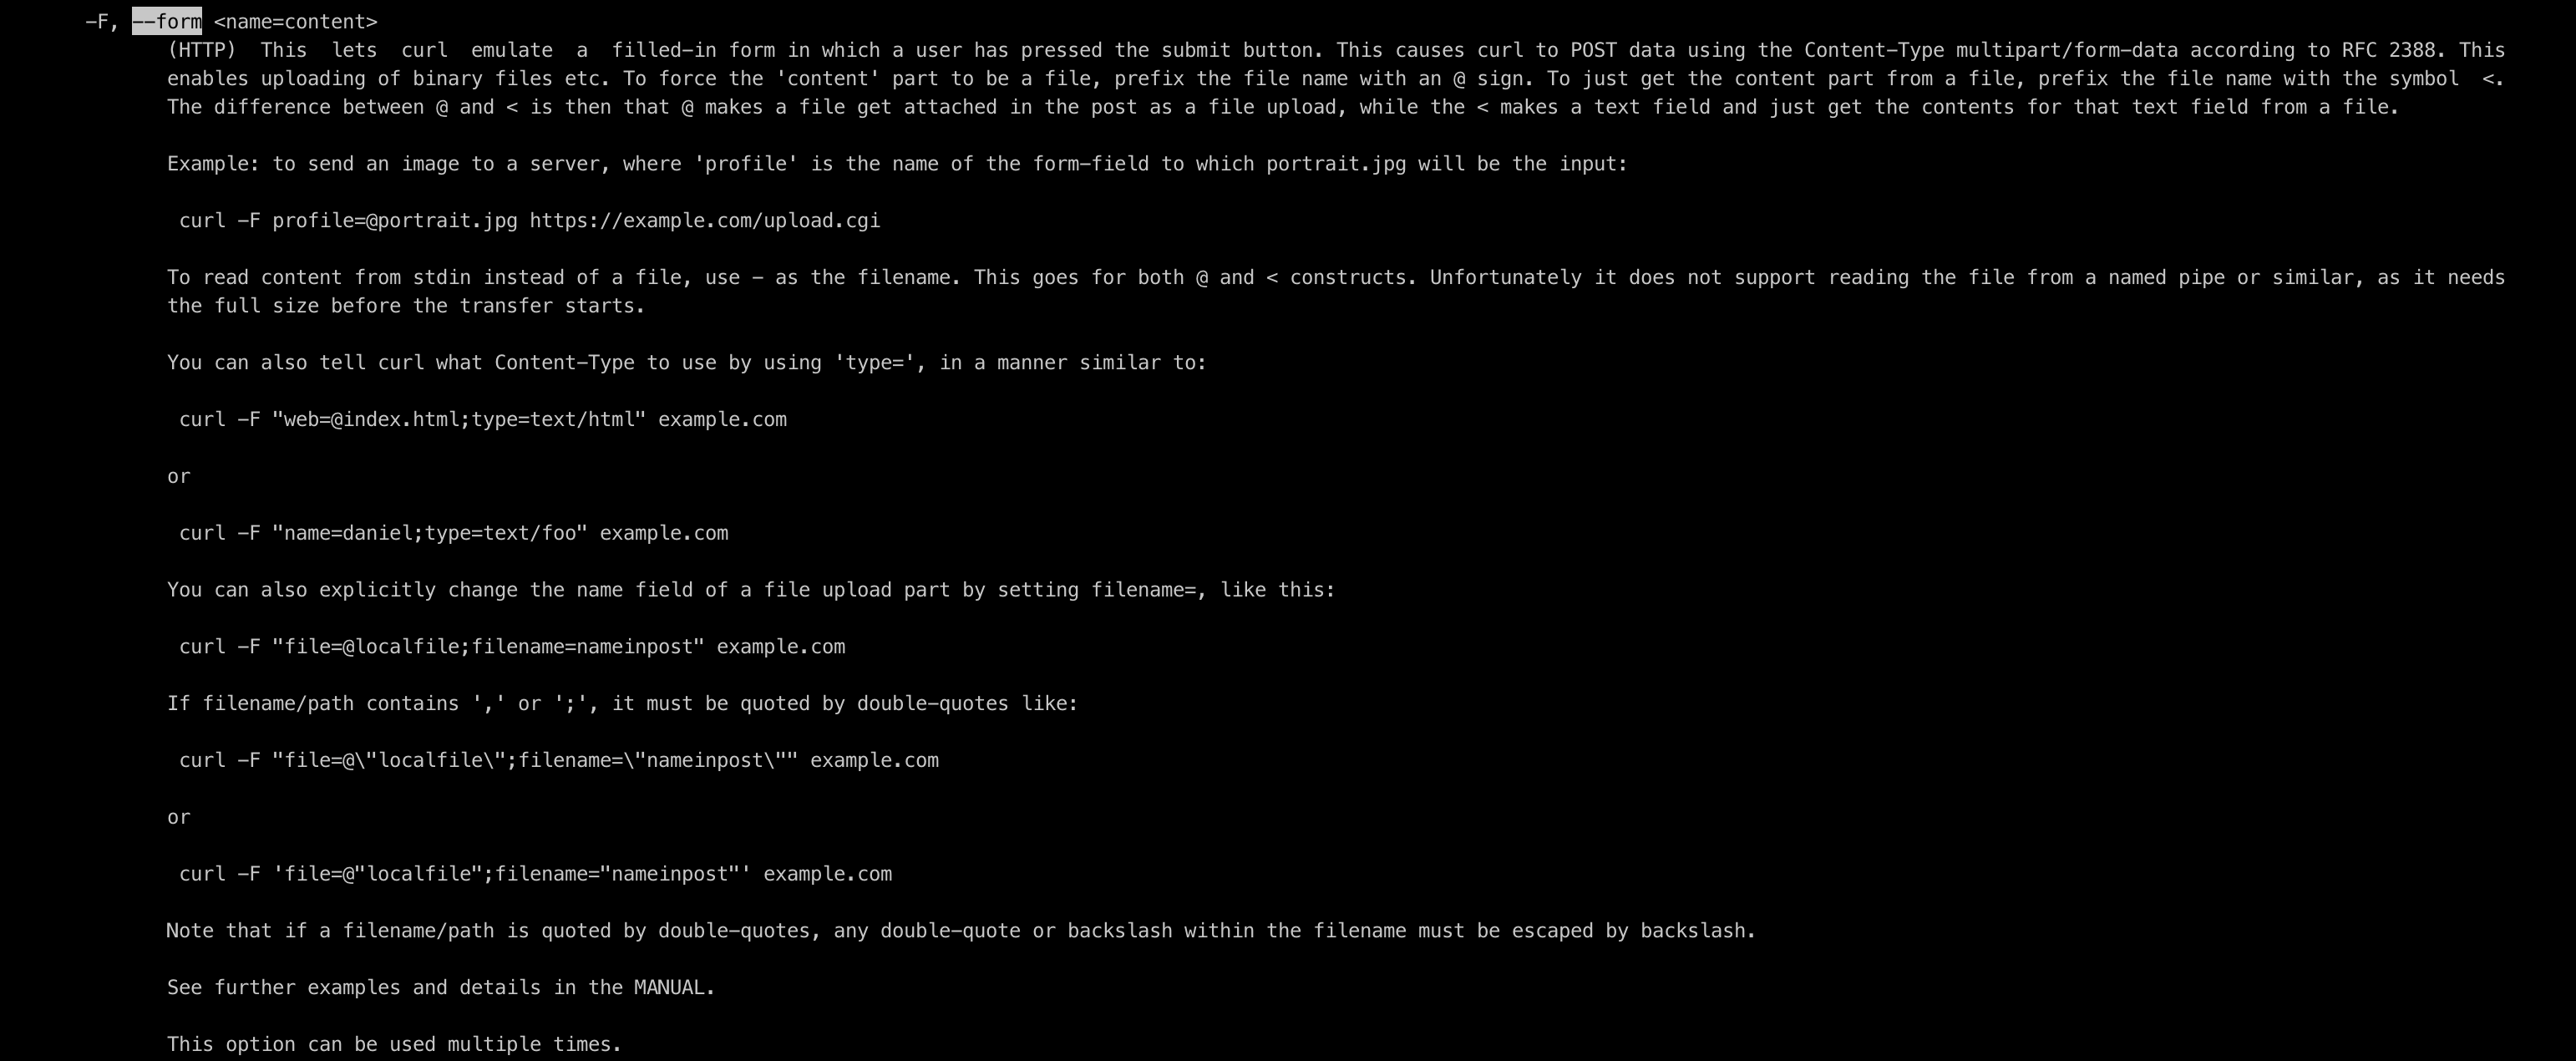 -F, --form <name=content>
(HTTP)  This  lets  curl  emulate  a  filled-in form in which a user has pressed the submit button. This causes curl to POST data using the Content-Type multipart/form-data according to RFC 2388. This
enables uploading of binary files etc. To force the 'content' part to be a file, prefix the file name with an @ sign. To just get the content part from a file, prefix the file name with the symbol  <.
The difference between @ and < is then that @ makes a file get attached in the post as a file upload, while the < makes a text field and just get the contents for that text field from a file.
Example: to send an image to a server, where 'profile' is the name of the form-field to which portrait.jpg will be the input:
curl -F profile=@portrait.jpg https://example.com/upload.cgi
To read content from stdin instead of a file, use - as the filename. This goes for both @ and < constructs. Unfortunately it does not support reading the file from a named pipe or similar, as it needs
the full size before the transfer starts.
You can also tell curl what Content-Type to use by using 'type=', in a manner similar to:
curl -F "web=@index.html;type=text/html" example.com
or
curl -F "name=daniel;type=text/foo" example.com
You can also explicitly change the name field of a file upload part by setting filename=, like this:
curl -F "file=@localfile;filename=nameinpost" example.com
If filename/path contains ',' or ';', it must be quoted by double-quotes like:
curl -F "file=@\"localfile\";filename=\"nameinpost\"" example.com
or
curl -F 'file=@"localfile";filename="nameinpost"' example.com
Note that if a filename/path is quoted by double-quotes, any double-quote or backslash within the filename must be escaped by backslash.
See further examples and details in the MANUAL.
This option can be used multiple times.